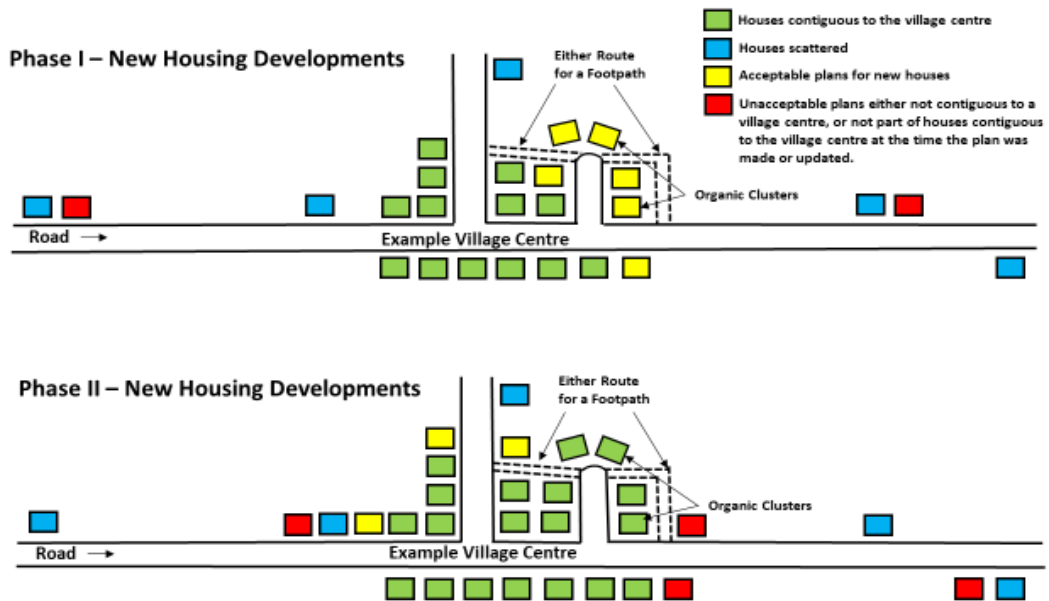 Houses contiguous to the village centre
Houses scattered
Acceptable plans for new houses
Unacceptable plans either not contiguous to a
village centre, or not part of houses contiguous
to the village centre at the time the plan was
made or updated.
Phase I – New Housing Developments
Either Route
for a Footpath
Organic Clusters
Road →
Example Village Centre
Phase II – New Housing Developments
Either Route
for a Footpath
Organic Clusters
Road →
Example Village Centre